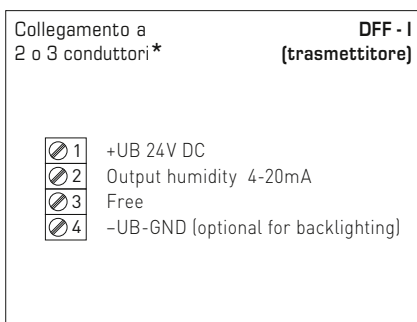 Collegamento a
2 o 3 conduttori*
DFF - I
(trasmettitore)
1 +UB 24V DC
2 Output humidity 4-20mA
3 Free
4 –UB-GND (optional for backlighting)